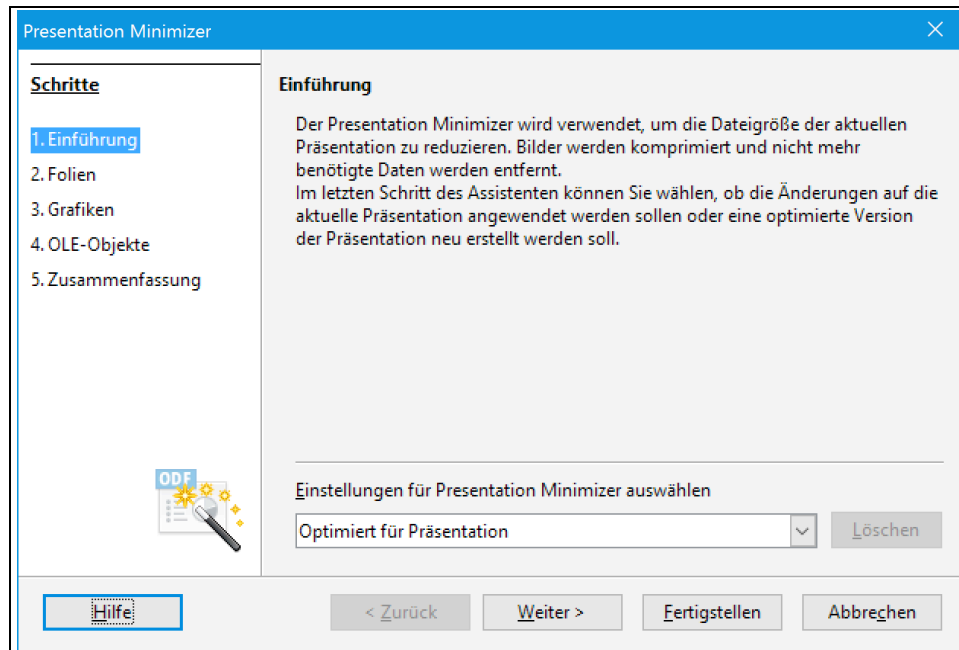 Presentation Minimizer
Schritte
1. Einführung
2. Folien
3. Grafiken
4. OLE-Objekte
5. Zusammenfassung
ODF
Einführung
Der Presentation Minimizer wird verwendet, um die Dateigröße der aktuellen
Präsentation zu reduzieren. Bilder werden komprimiert und nicht mehr
benötigte Daten werden entfernt.
Im letzten Schritt des Assistenten können Sie wählen, ob die Änderungen auf die
aktuelle Präsentation angewendet werden sollen oder eine optimierte Version
der Präsentation neu erstellt werden soll.
Einstellungen für Presentation Minimizer auswählen
Optimiert für Präsentation
Löschen
Hilfe
< Zurück
Weiter >
Fertigstellen
Abbrechen